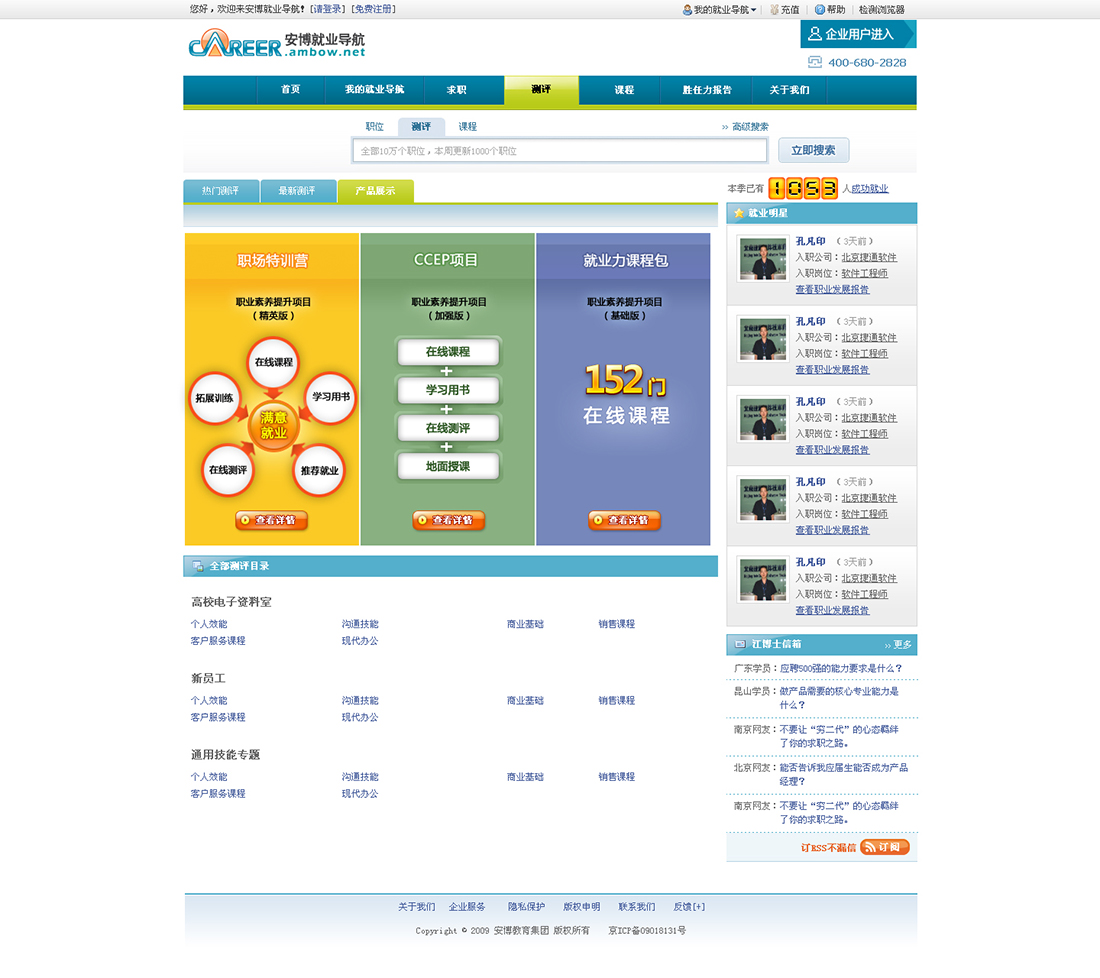 您好，欢迎来安博就业导航！ [请登录] [免费注册]
我的就业导航 充值 帮助 检测浏览器
CAREER 安博就业导航
.ambow.net
企业用户进入
400-680-2828
首页 我的就业导航 求职 测评 课程 胜任力报告 关于我们
职位 测评 课程 ›› 高级搜索
全部10万个职位，本周更新1000个职位 立即搜索
热门测评 最新测评 产品展示
职场特训营
职业素养提升项目
（精英版）
在线课程
拓展训练
学习用书
满意
就业
在线测评
推荐就业
查看详情
CCEP项目
职业素养提升项目
（加强版）
在线课程
+
学习用书
+
在线测评
+
地面授课
查看详情
就业力课程包
职业素养提升项目
（基础版）
152门
在线课程
查看详情
全部测评目录
高校电子资料室
个人效能 沟通技能 商业基础 销售课程
客户服务课程 现代办公
新员工
个人效能 沟通技能 商业基础 销售课程
客户服务课程 现代办公
通用技能专题
个人效能 沟通技能 商业基础 销售课程
客户服务课程 现代办公
本季已有 1053 人成功就业
就业明星
孔凡印 （3天前）
入职公司：北京捷通软件
入职岗位：软件工程师
查看职业发展报告
孔凡印 （3天前）
入职公司：北京捷通软件
入职岗位：软件工程师
查看职业发展报告
孔凡印 （3天前）
入职公司：北京捷通软件
入职岗位：软件工程师
查看职业发展报告
孔凡印 （3天前）
入职公司：北京捷通软件
入职岗位：软件工程师
查看职业发展报告
孔凡印 （3天前）
入职公司：北京捷通软件
入职岗位：软件工程师
查看职业发展报告
江博士信箱 ›› 更多
广东学员：应聘500强的能力要求是什么？
昆山学员：做产品需要的核心专业能力是
什么？
南京网友：不要让“穷二代”的心态羁绊
了你的求职之路。
北京网友：能否告诉我应届生能否成为产品
经理？
南京网友：不要让“穷二代”的心态羁绊
了你的求职之路。
订RSS不漏信 订阅
关于我们 企业服务 隐私保护 版权申明 联系我们 反馈[+]
Copyright © 2009 安博教育集团 版权所有 京ICP备09018131号